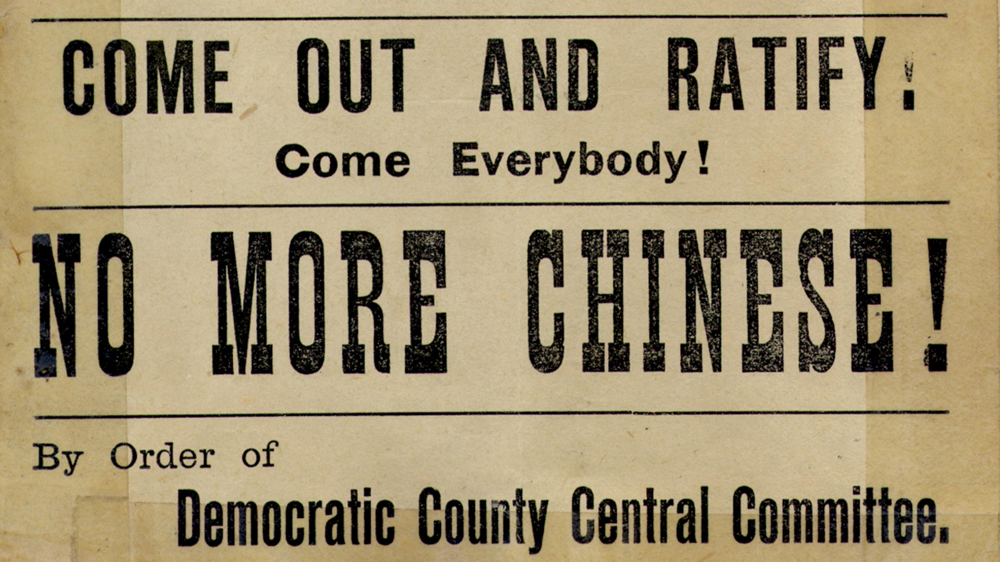 COME OUT AND RATIFY!
Come Everybody!
NO MORE CHINESE!
By Order of
Democratic County Central Committee.